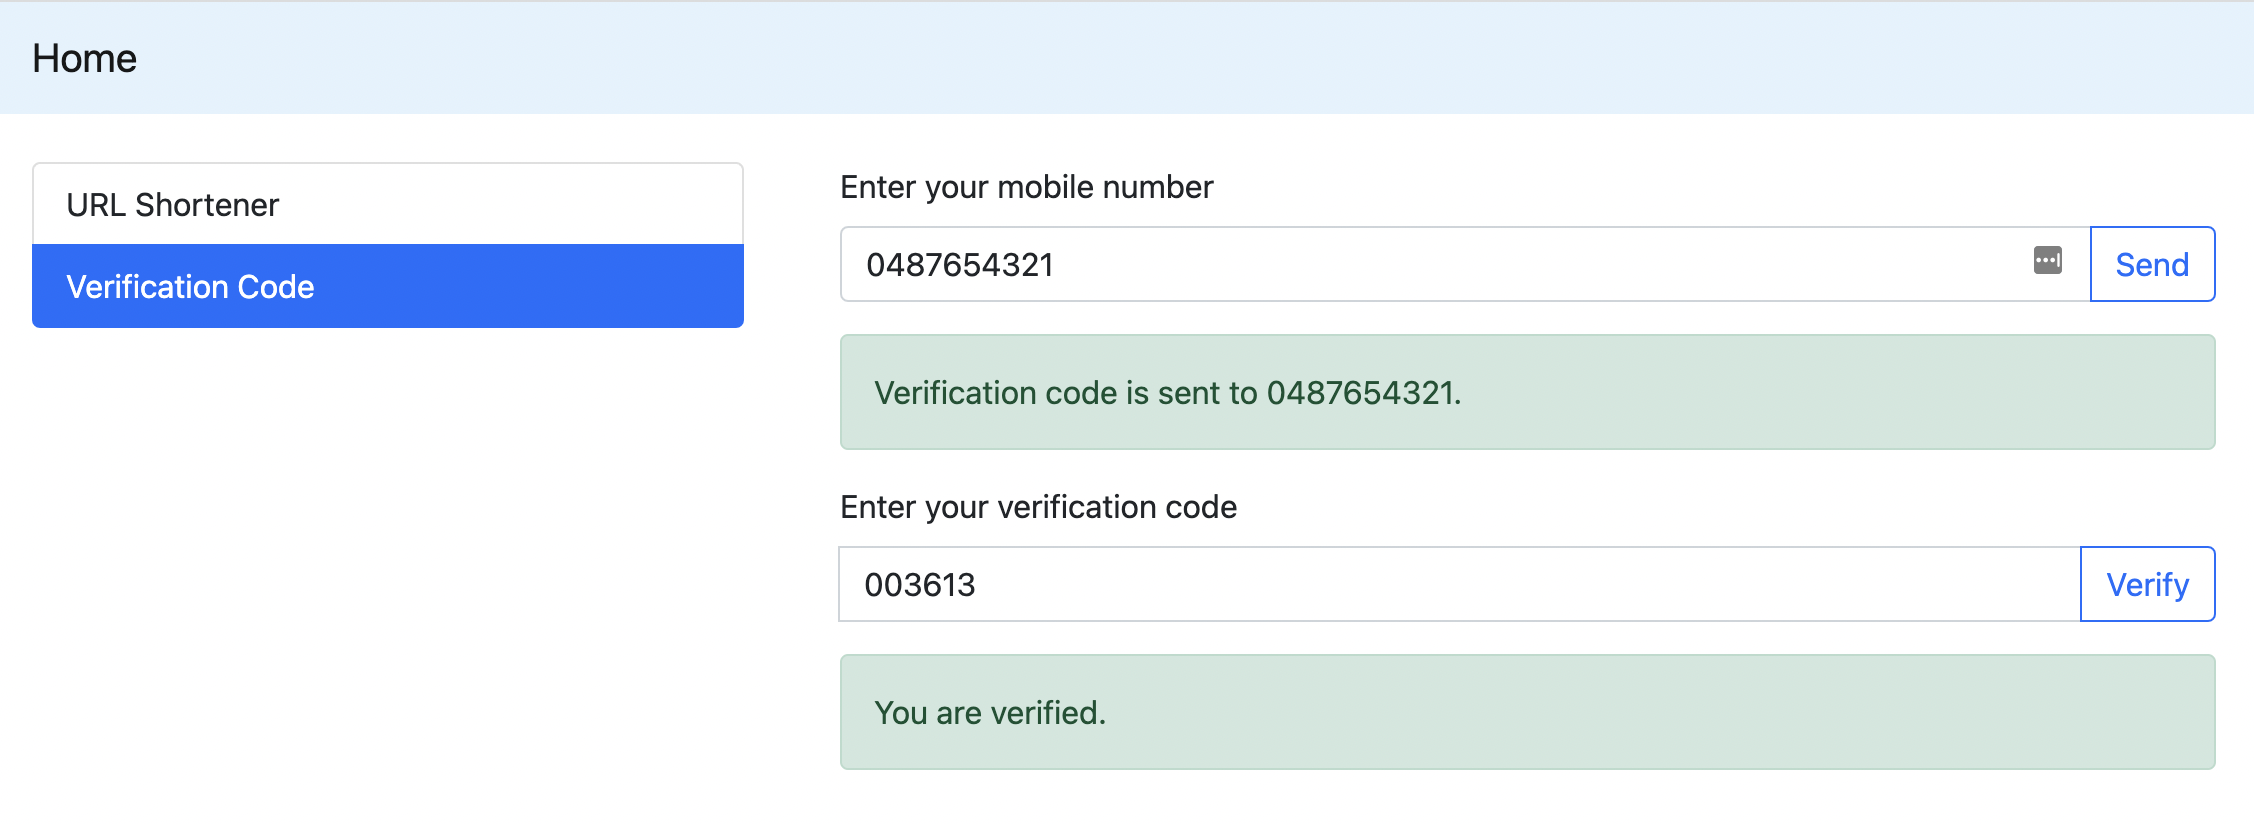 Home
URL Shortener
Verification Code
Enter your mobile number
0487654321
Send
Verification code is sent to 0487654321.
Enter your verification code
003613
Verify
You are verified.